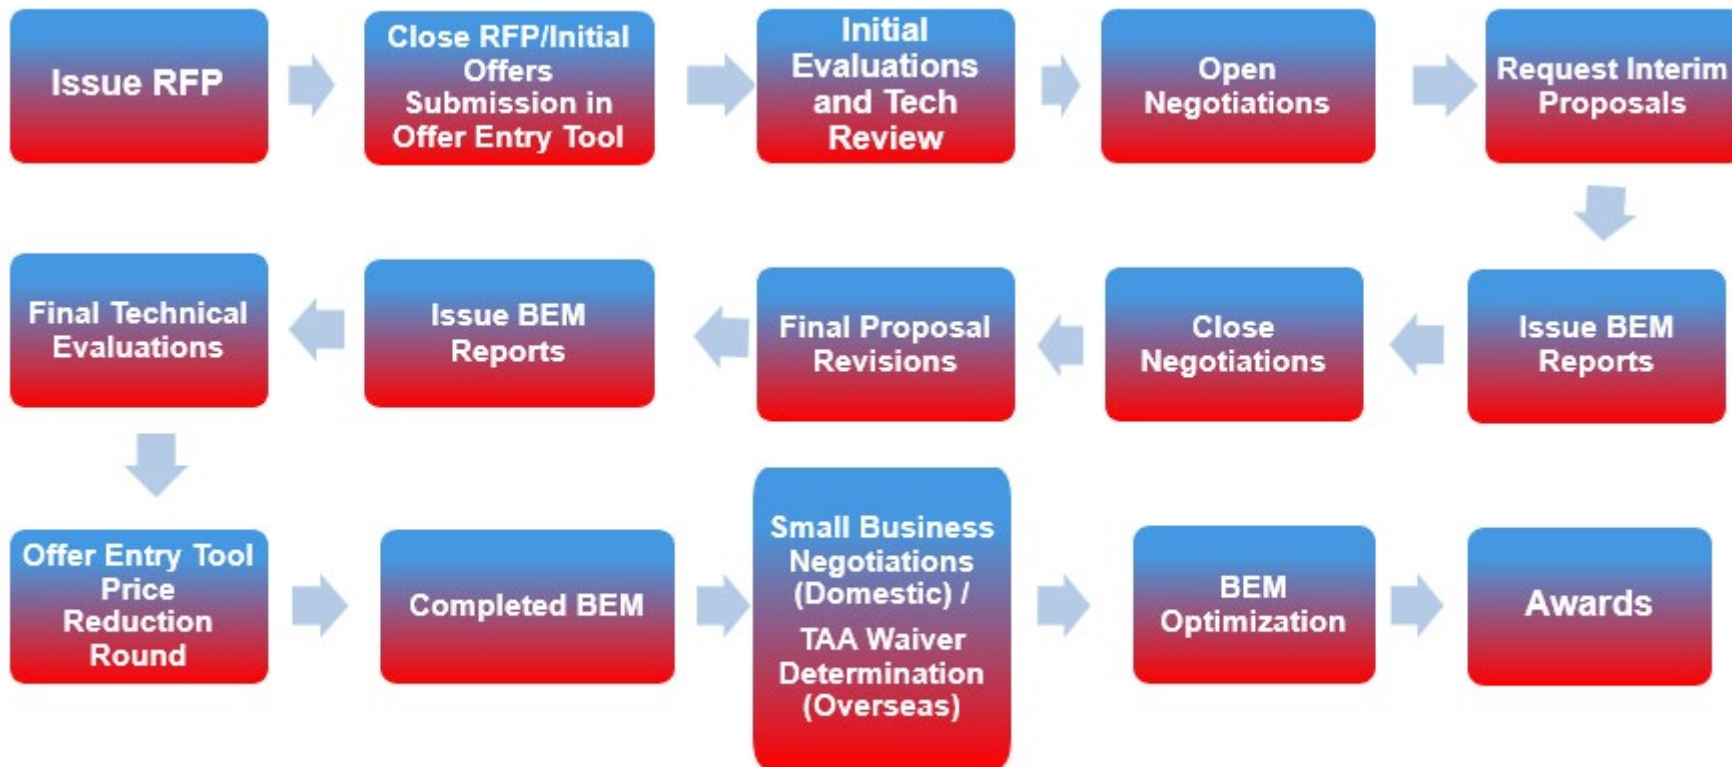 Issue RFP
Close RFP/Initial
Offers
Submission in
Offer Entry Tool
Initial
Evaluations
and Tech
Review
Open
Negotiations
Request Interim
Proposals
Issue BEM
Reports
Close
Negotiations
Final Proposal
Revisions
Issue BEM
Reports
Final Technical
Evaluations
Offer Entry Tool
Price
Reduction
Round
Completed BEM
Small Business
Negotiations
(Domestic) /
TAA Waiver
Determination
(Overseas)
BEM
Optimization
Awards